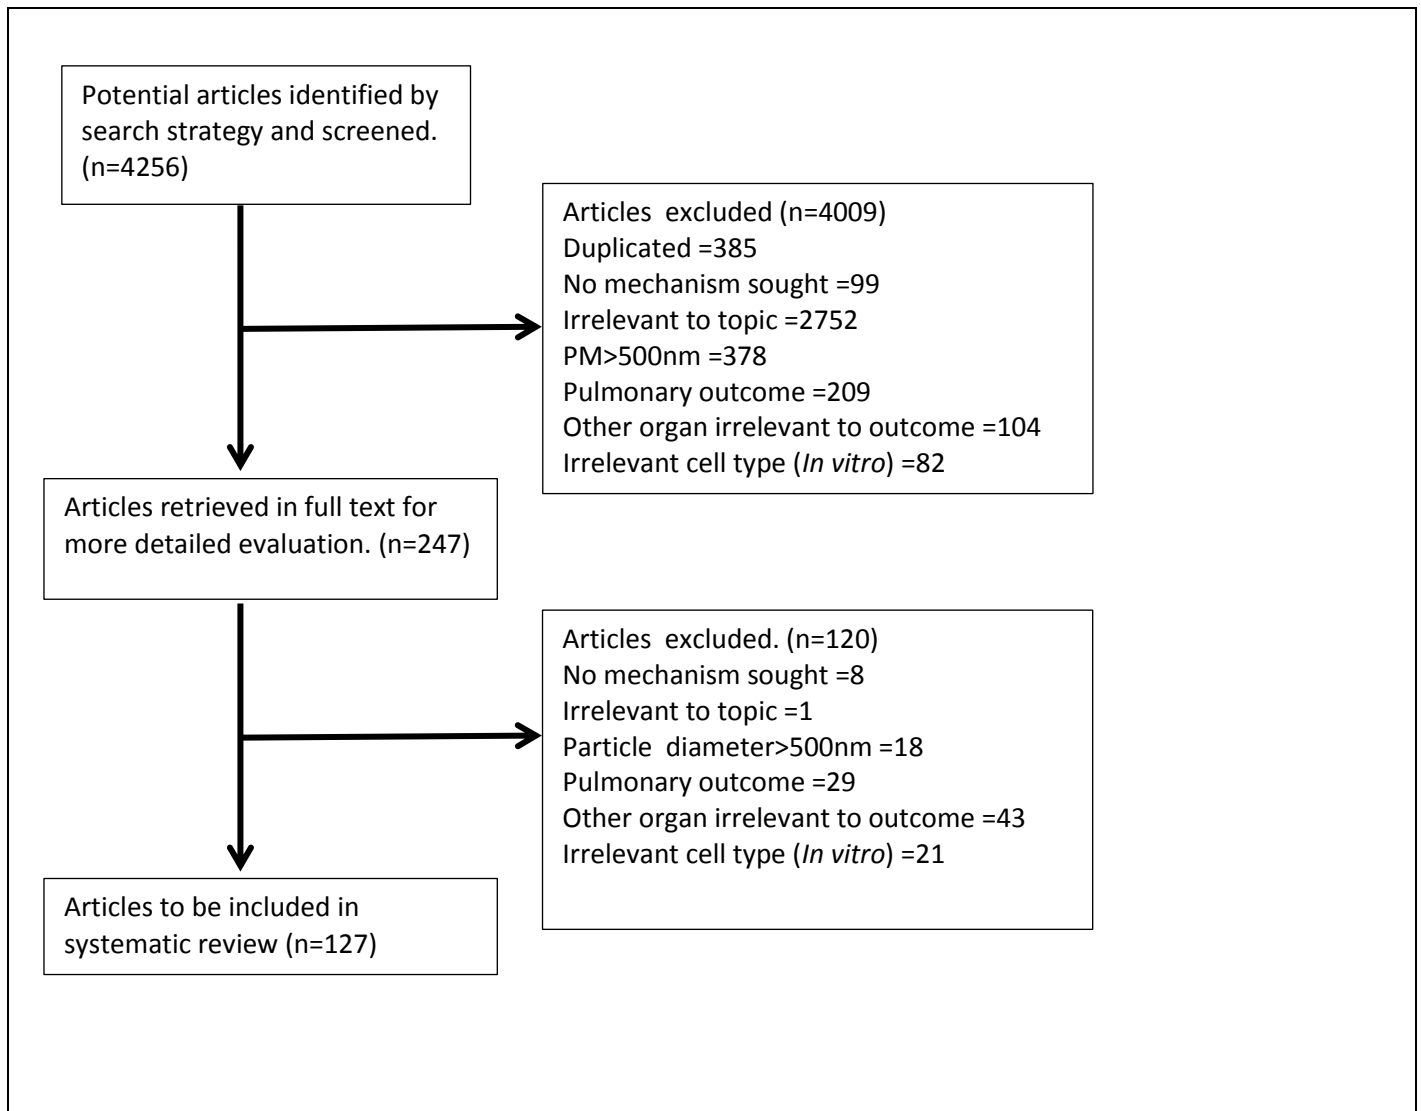 Potential articles identified by
search strategy and screened.
(n=4256)
Articles excluded (n=4009)
Duplicated =385
No mechanism sought =99
Irrelevant to topic =2752
PM>500nm =378
Pulmonary outcome =209
Other organ irrelevant to outcome =104
Irrelevant cell type (In vitro) =82
Articles retrieved in full text for
more detailed evaluation. (n=247)
Articles excluded. (n=120)
No mechanism sought =8
Irrelevant to topic =1
Particle diameter>500nm =18
Pulmonary outcome =29
Other organ irrelevant to outcome =43
Irrelevant cell type (In vitro) =21
Articles to be included in
systematic review (n=127)